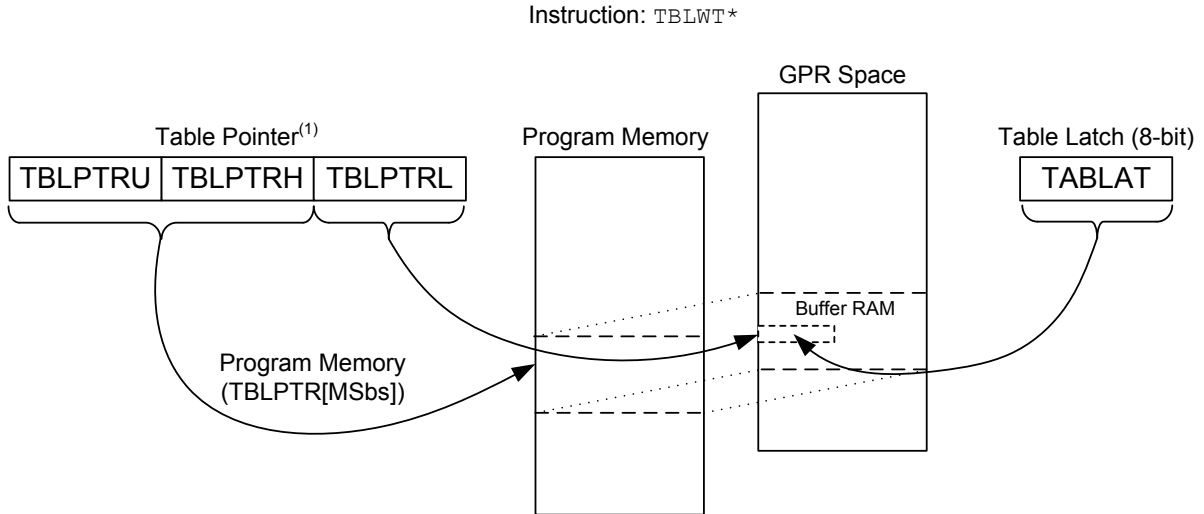 Instruction: TBLWT*
GPR Space
Table Pointer(1)
Program Memory
Table Latch (8-bit)
TBLPTRU TBLPTRH TBLPTRL
TABLAT
Buffer RAM
Program Memory
(TBLPTR[MSbs])